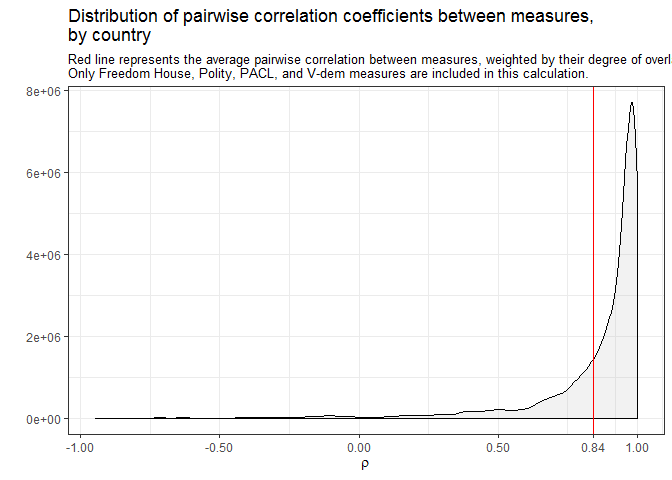 Distribution of pairwise correlation coefficients between measures,
by country
Red line represents the average pairwise correlation between measures, weighted by their degree of overl
Only Freedom House, Polity, PACL, and V-dem measures are included in this calculation.
8e+06
6e+06
4e+06
2e+06
0e+00
-1.00 -0.50 0.00 0.50 0.84 1.00
ρ